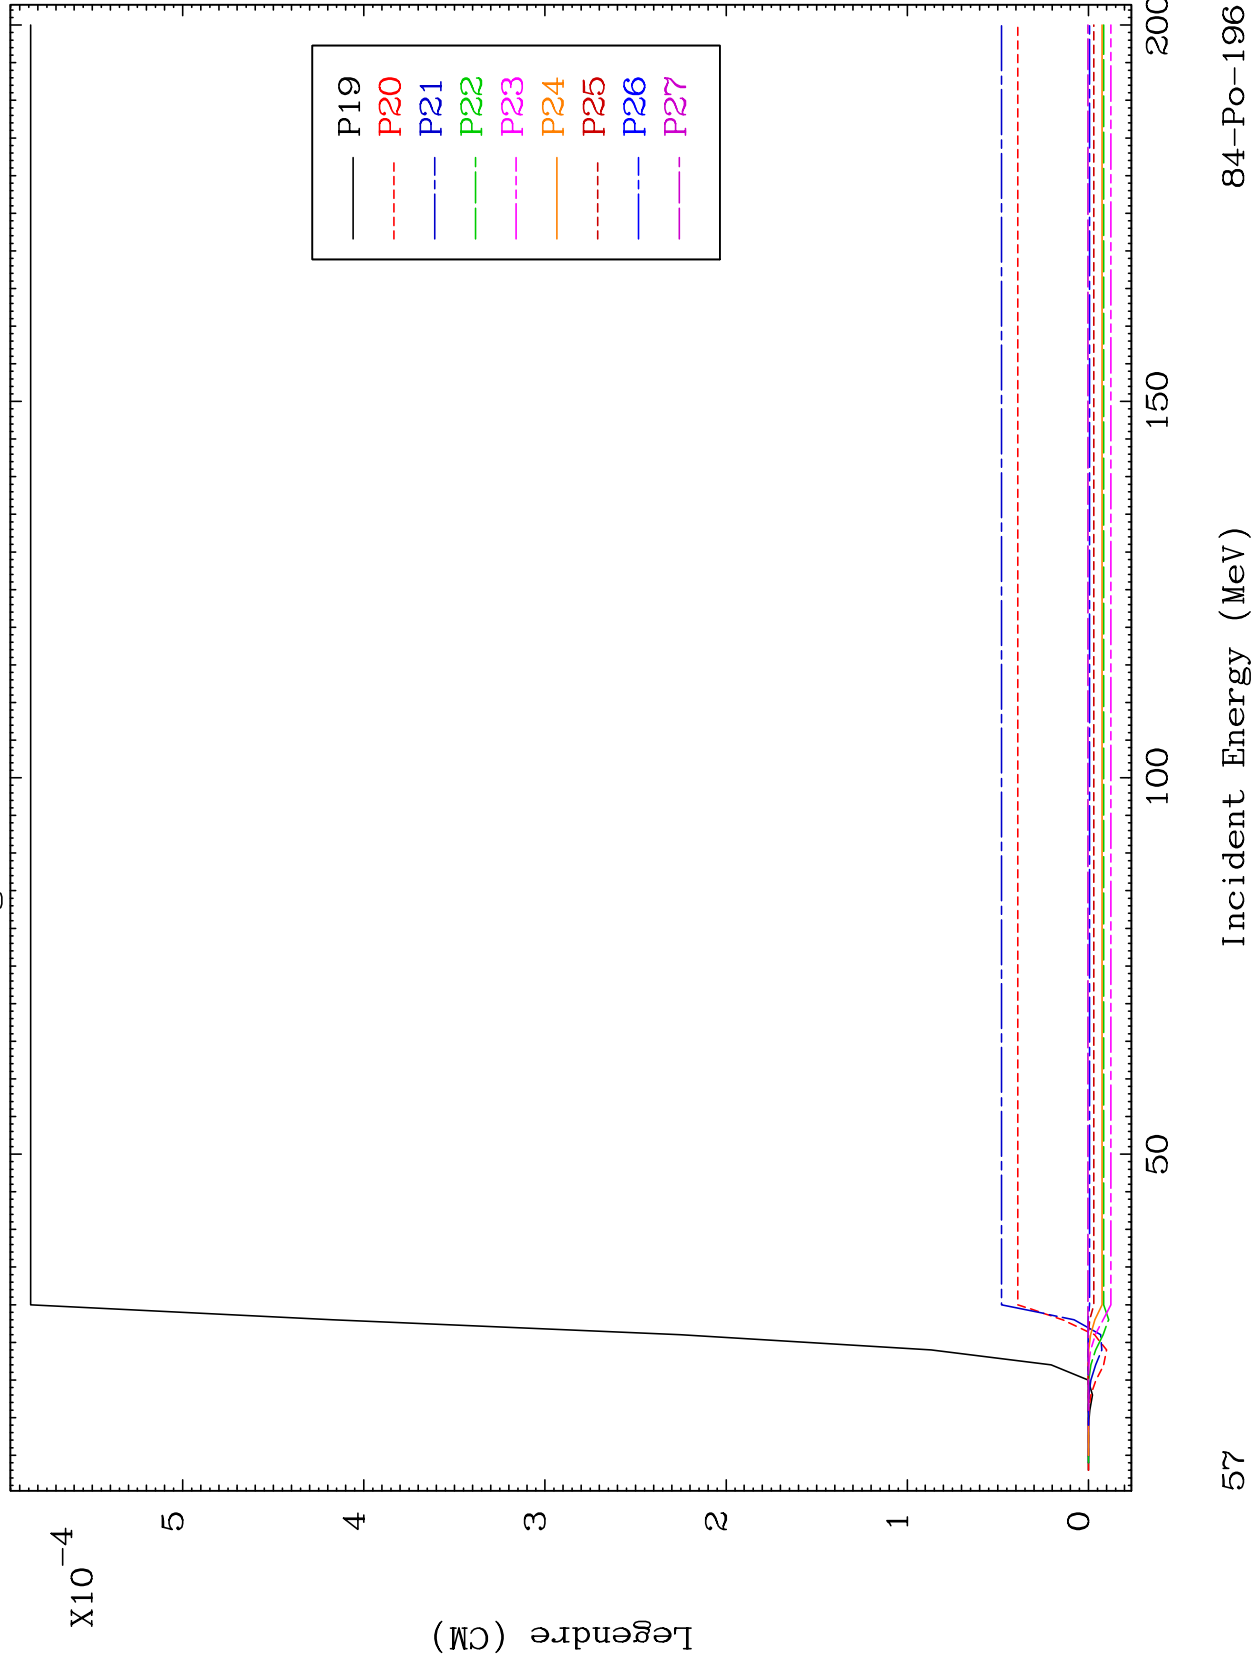 X10-4
5
4
3
2
1
0
Legendre (CM)
P19
P20
P21
P22
P23
P24
P25
P26
P27
50
100
150
200
Incident Energy (MeV)
57
84-Po-196